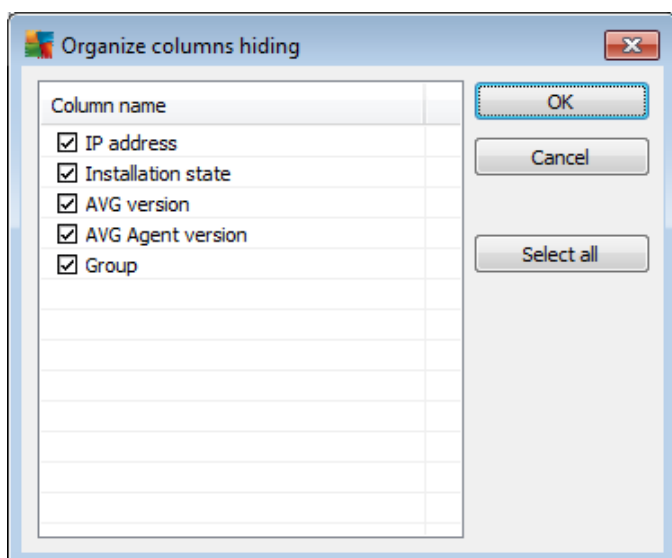 Organize columns hiding
Column name
IP address
Installation state
AVG version
AVG Agent version
Group
OK
Cancel
Select all